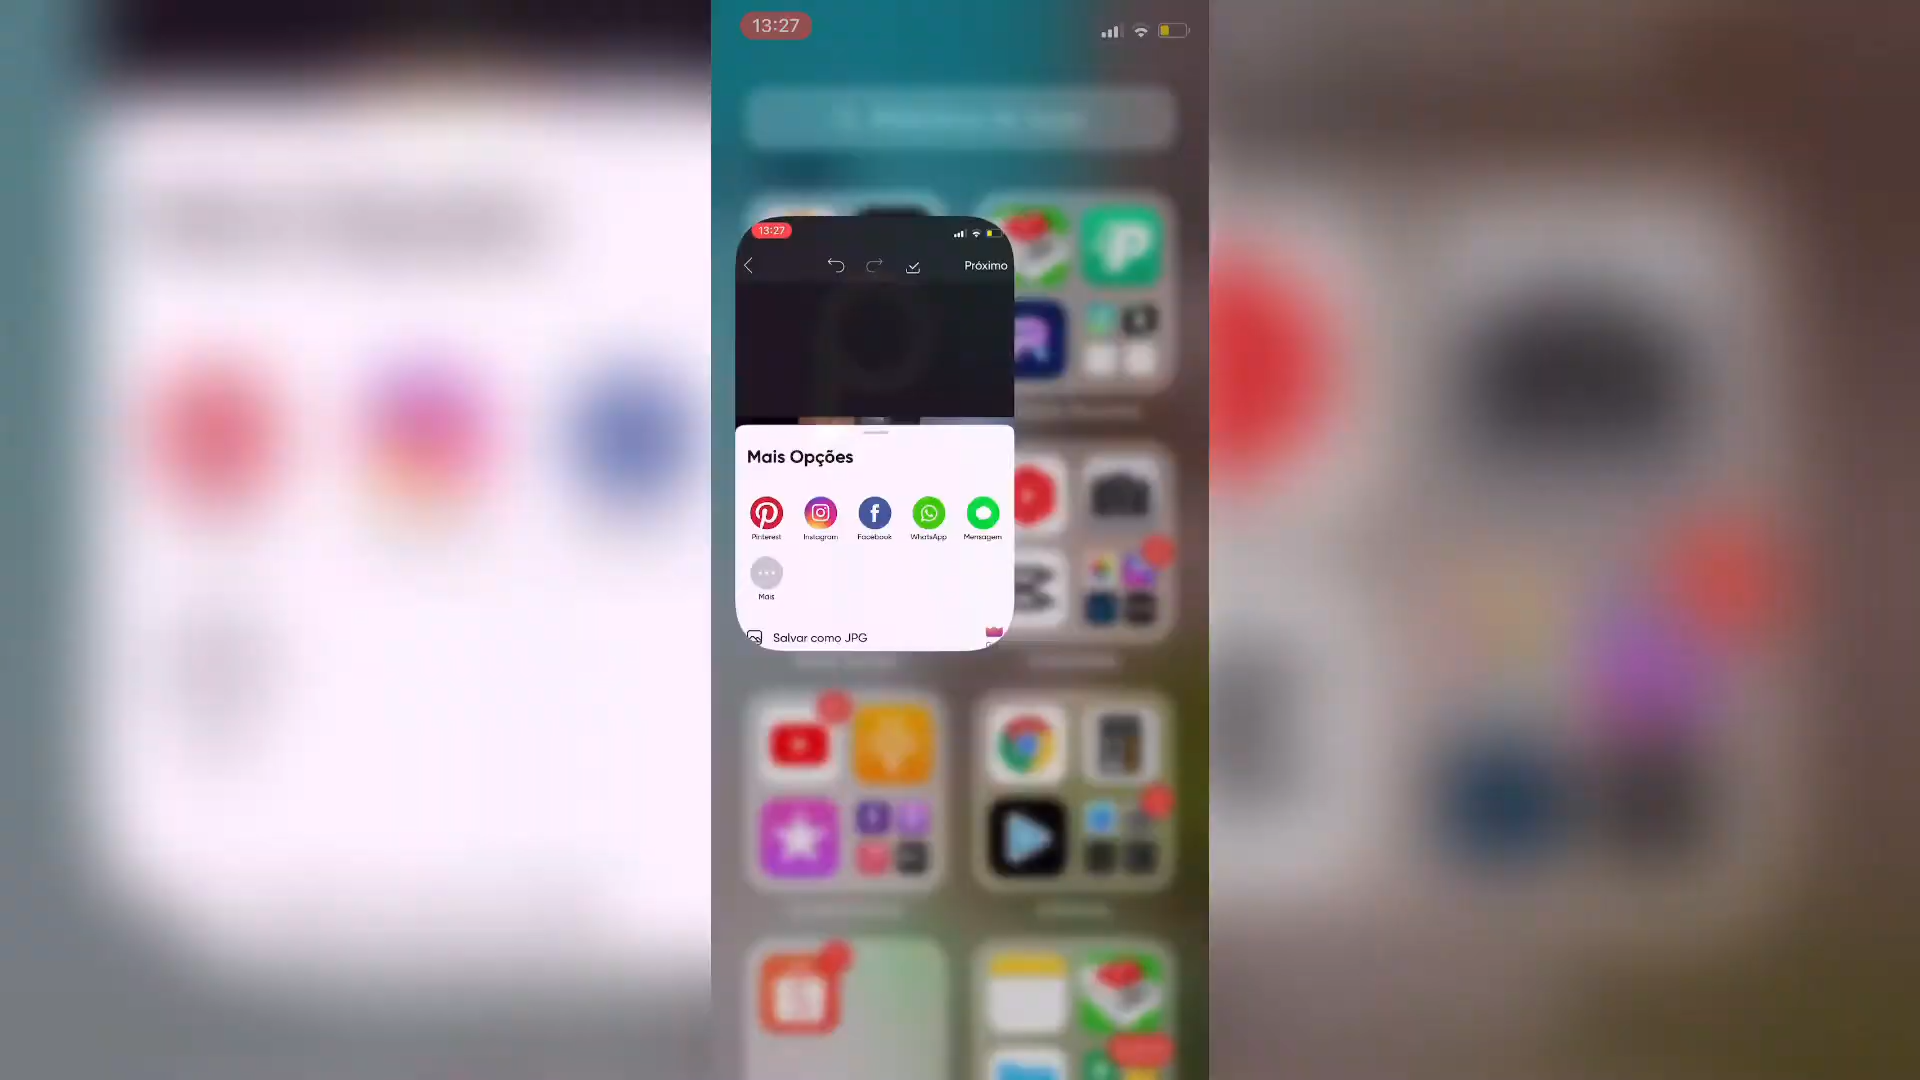 13:27
13:27
Próximo
Mais Opções
Pinterest Instagram Facebook WhatsApp Mensagem
Mais
Salvar como JPG